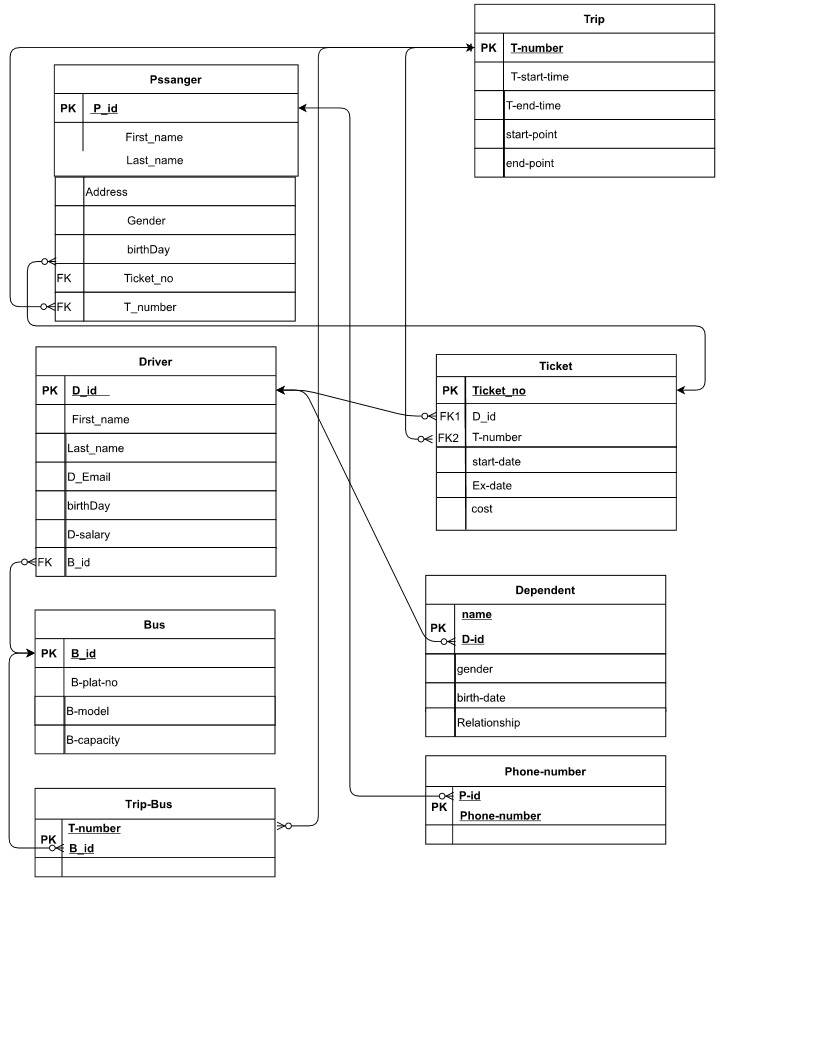 Trip
PK T-number
T-start-time
T-end-time
start-point
end-point
Pssanger
PK P_id
First_name
Last_name
Address
Gender
birthDay
FK Ticket_no
FK T_number
Driver
PK D_id
First_name
Last_name
D_Email
birthDay
D-salary
FK B_id
Ticket
PK Ticket_no
FK1 D_id
FK2 T-number
start-date
Ex-date
cost
Bus
PK B_id
B-plat-no
B-model
B-capacity
Dependent
name
PK
D-id
gender
birth-date
Relationship
Trip-Bus
T-number
PK
B_id
Phone-number
P-id
PK
Phone-number